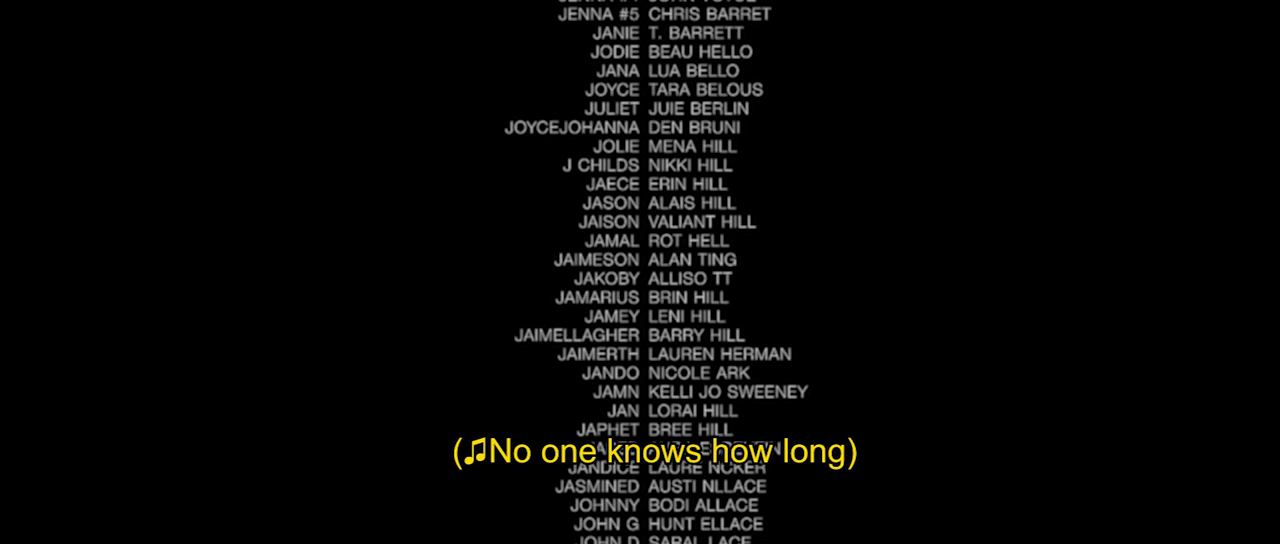 JENNA #5 CHRIS BARRET
JANIE T. BARRETT
JODIE BEAU HELLO
JANA LUA BELLO
JOYCE TARA BELOUS
JULIET JUIE BERLIN
JOYCEJOHANNA DEN BRUNI
JOLIE MENA HILL
J CHILDS NIKKI HILL
JAECE ERIN HILL
JASON ALAIS HILL
JAISON VALIANT HILL
JAMAL ROT HELL
JAIMESON ALAN TING
JAKOBY ALLISO TT
JAMARIUS BRIN HILL
JAMEY LENI HILL
JAIMELLAGHER BARRY HILL
JAIMERTH LAUREN HERMAN
JANDO NICOLE ARK
JAMN KELLI JO SWEENEY
JAN LORAI HILL
JAPHET BREE HILL
(♫No one knows how long)
JANDICE LAURE NCKER
JASMINED AUSTI NLLACE
JOHNNY BODI ALLACE
JOHN G HUNT ELLACE